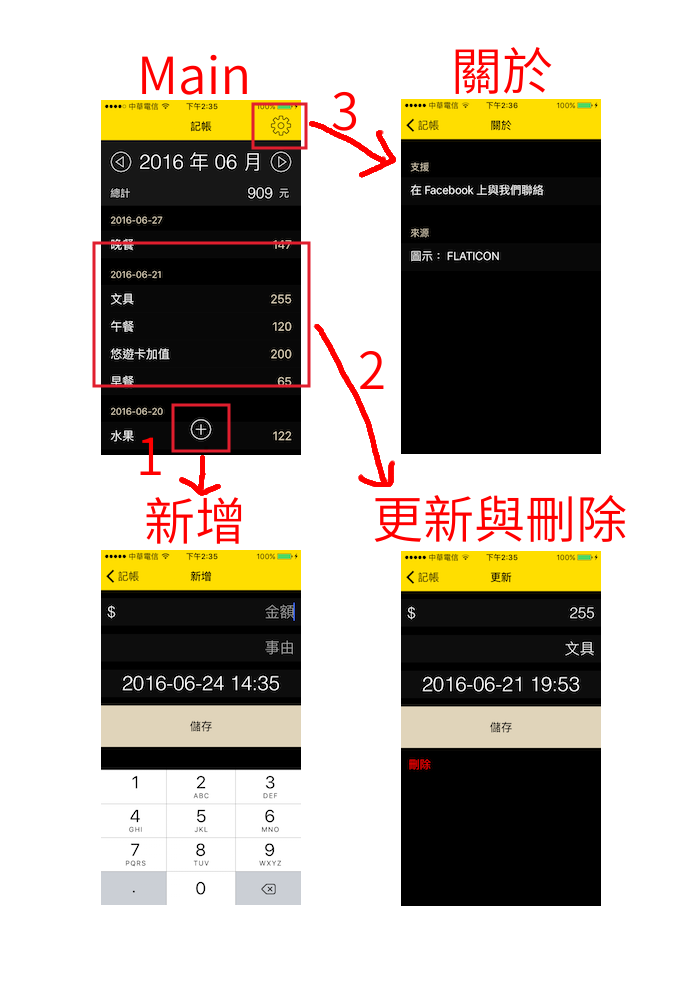 Main
中華電信 下午2:35 100%
記帳
2016 年 06 月
總計 909 元
2016-06-27
晚餐 147
2016-06-21
文具 255
午餐 120
悠遊卡加值 200
早餐 65
2016-06-20
水果 122
1
2
3
關於
中華電信 下午2:36 100%
記帳 關於
支援
在 Facebook 上與我們聯絡
來源
圖示： FLATICON
新增
中華電信 下午2:35 100%
記帳 新增
$ 金額
事由
2016-06-24 14:35
儲存
1 2 3
ABC DEF
4 5 6
GHI JKL MNO
7 8 9
PQRS TUV WXYZ
. 0
更新與刪除
中華電信 下午2:35 100%
記帳 更新
$ 255
文具
2016-06-21 19:53
儲存
刪除